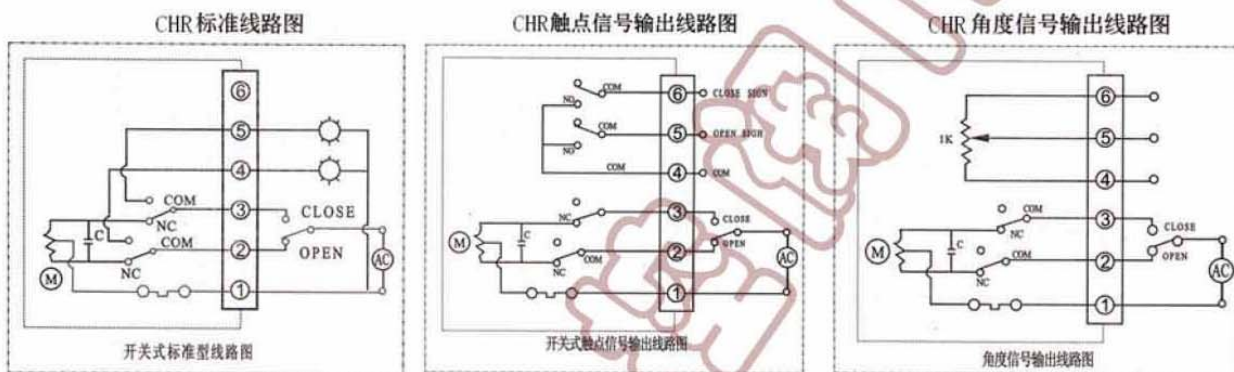 CHR标准线路图
⑥
⑤
④
COM
③
CLOSE
NC
C
COM
②
OPEN
M
NC
①
AC
开关式标准型线路图
CHR触点信号输出线路图
COM
⑥
CLOSE SIGN
NO
COM
⑤
OPEN SIGH
NO
COM
④
COM
NC
③
CLOSE
M
C
②
OPEN
NC
COM
AC
①
开关式触点信号输出线路图
CHR角度信号输出线路图
⑥
1K
⑤
④
COM
③
CLOSE
NC
M
C
COM
②
OPEN
NC
AC
①
角度信号输出线路图